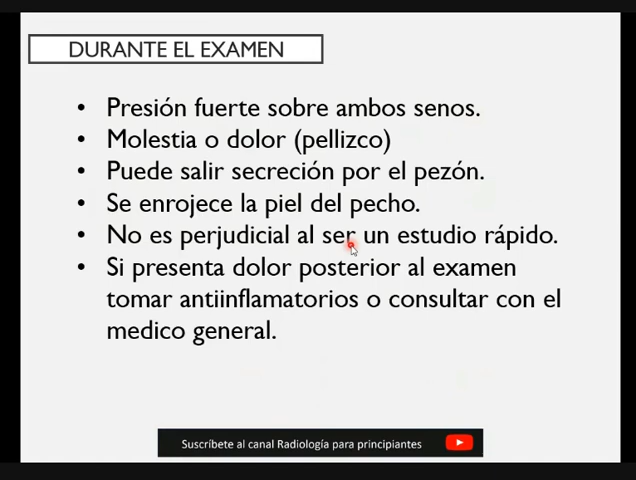 DURANTE EL EXAMEN
• Presión fuerte sobre ambos senos.
• Molestia o dolor (pellizco)
• Puede salir secreción por el pezón.
• Se enrojece la piel del pecho.
• No es perjudicial al ser un estudio rápido.
• Si presenta dolor posterior al examen
tomar antiinflamatorios o consultar con el
medico general.
Suscríbete al canal Radiología para principiantes